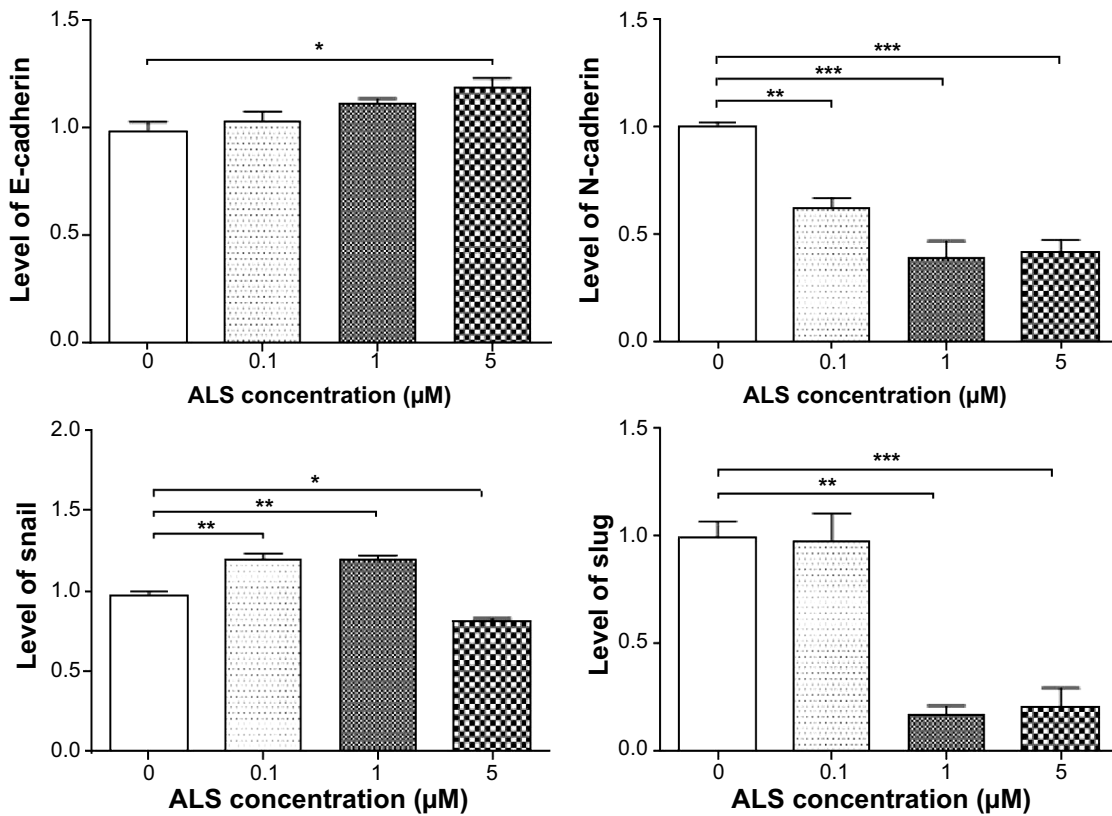 Level of E-cadherin
1.5
1.0
0.5
0.0
*
0 0.1 1 5
ALS concentration (µM)
Level of N-cadherin
1.5
1.0
0.5
0.0
***
***
**
0 0.1 1 5
ALS concentration (µM)
Level of snail
2.0
1.5
1.0
0.5
0.0
*
**
**
0 0.1 1 5
ALS concentration (µM)
Level of slug
1.5
1.0
0.5
0.0
***
**
0 0.1 1 5
ALS concentration (µM)